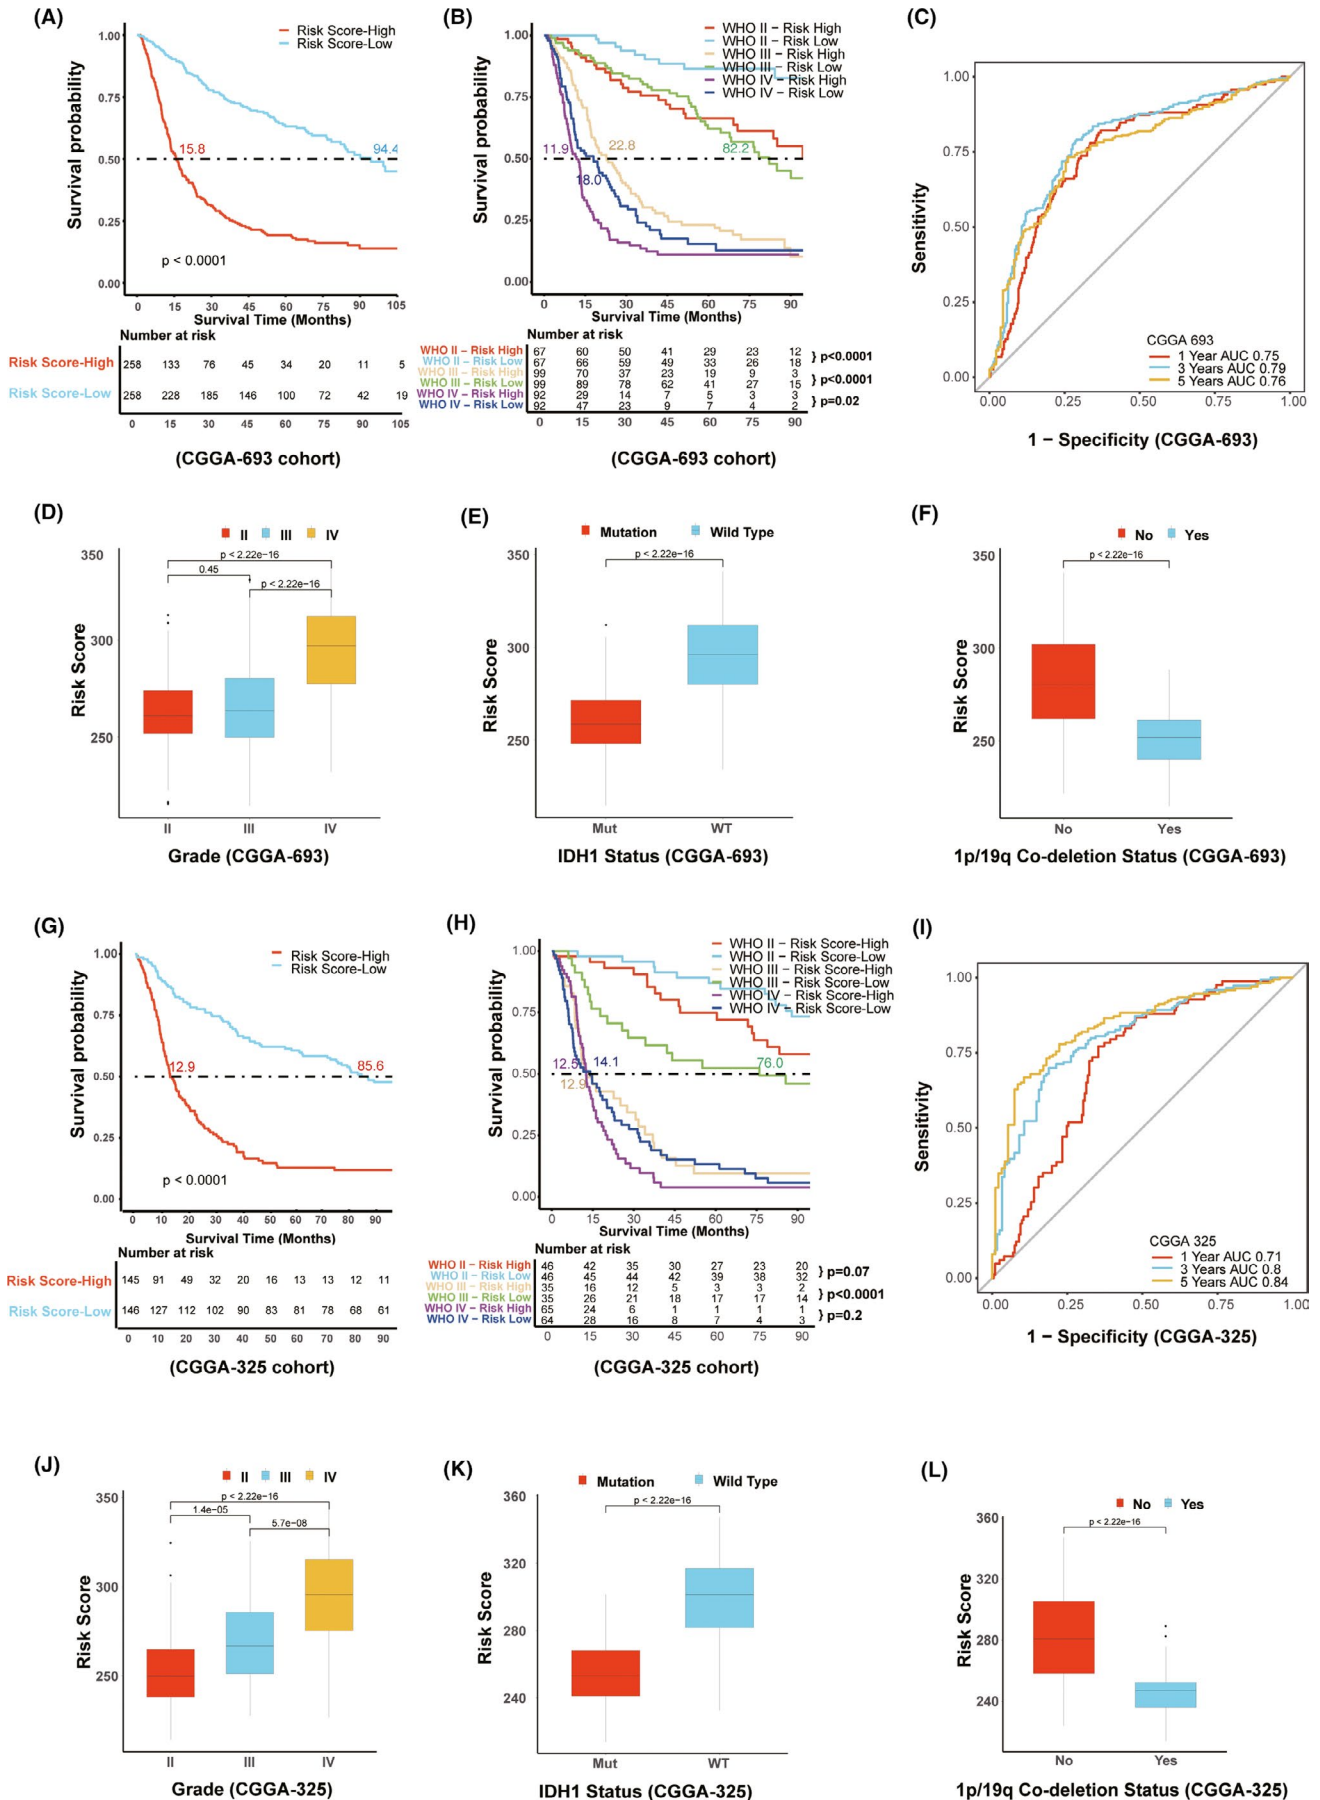 (A)
Survival probability
1.00
0.75
0.50
0.25
0.00
Risk Score-High
Risk Score-Low
15.8
94.4
p < 0.0001
0 15 30 45 60 75 90 105
Survival Time (Months)
Number at risk
Risk Score-High 258 133 76 45 34 20 11 5
Risk Score-Low 258 228 185 146 100 72 42 19
0 15 30 45 60 75 90 105
(CGGA-693 cohort)
(B)
Survival probability
1.00
0.75
0.50
0.25
0.00
WHO II – Risk High
WHO II – Risk Low
WHO III – Risk High
WHO III – Risk Low
WHO IV – Risk High
WHO IV – Risk Low
11.9
22.8
18.0
82.2
0 15 30 45 60 75 90
Survival Time (Months)
Number at risk
WHO II – Risk High 67 60 50 41 29 23 12
WHO II – Risk Low 67 66 59 49 33 26 18
} p<0.0001
WHO III – Risk High 99 70 37 23 19 9 3
WHO III – Risk Low 99 89 78 62 41 27 15
} p<0.0001
WHO IV – Risk High 92 29 14 7 5 3 3
WHO IV – Risk Low 92 47 23 9 7 4 2
} p=0.02
0 15 30 45 60 75 90
(CGGA-693 cohort)
(C)
Sensitivity
1.00
0.75
0.50
0.25
0.00
CGGA 693
1 Year AUC 0.75
3 Years AUC 0.79
5 Years AUC 0.76
0.00 0.25 0.50 0.75 1.00
1 – Specificity (CGGA-693)
(D)
II III IV
Risk Score
350
300
250
p < 2.22e−16
0.45
p < 2.22e−16
II III IV
Grade (CGGA-693)
(E)
Mutation Wild Type
Risk Score
350
300
250
p < 2.22e−16
Mut WT
IDH1 Status (CGGA-693)
(F)
No Yes
Risk Score
350
300
250
p < 2.22e−16
No Yes
1p/19q Co-deletion Status (CGGA-693)
(G)
Survival probability
1.00
0.75
0.50
0.25
0.00
Risk Score-High
Risk Score-Low
12.9
85.6
p < 0.0001
0 10 20 30 40 50 60 70 80 90
Survival Time (Months)
Number at risk
Risk Score-High 145 91 49 32 20 16 13 13 12 11
Risk Score-Low 146 127 112 102 90 83 81 78 68 61
0 10 20 30 40 50 60 70 80 90
(CGGA-325 cohort)
(H)
Survival probability
1.00
0.75
0.50
0.25
0.00
WHO II – Risk Score-High
WHO II – Risk Score-Low
WHO III – Risk Score-High
WHO III – Risk Score-Low
WHO IV – Risk Score-High
WHO IV – Risk Score-Low
12.5
14.1
12.9
76.0
0 15 30 45 60 75 90
Survival Time (Months)
Number at risk
WHO II – Risk High 46 42 35 30 27 23 20
WHO II – Risk Low 46 45 44 42 39 38 32
} p=0.07
WHO III – Risk High 35 16 12 5 3 3 2
WHO III – Risk Low 35 26 21 18 17 17 14
} p<0.0001
WHO IV – Risk High 65 24 6 1 1 1 1
WHO IV – Risk Low 64 28 16 8 7 4 3
} p=0.2
0 15 30 45 60 75 90
(CGGA-325 cohort)
(I)
Sensitivity
1.00
0.75
0.50
0.25
0.00
CGGA 325
1 Year AUC 0.71
3 Years AUC 0.8
5 Years AUC 0.84
0.00 0.25 0.50 0.75 1.00
1 – Specificity (CGGA-325)
(J)
II III IV
Risk Score
350
300
250
p < 2.22e−16
1.4e−05
5.7e−08
II III IV
Grade (CGGA-325)
(K)
Mutation Wild Type
Risk Score
360
320
280
240
p < 2.22e−16
Mut WT
IDH1 Status (CGGA-325)
(L)
No Yes
Risk Score
360
320
280
240
p < 2.22e−16
No Yes
1p/19q Co-deletion Status (CGGA-325)